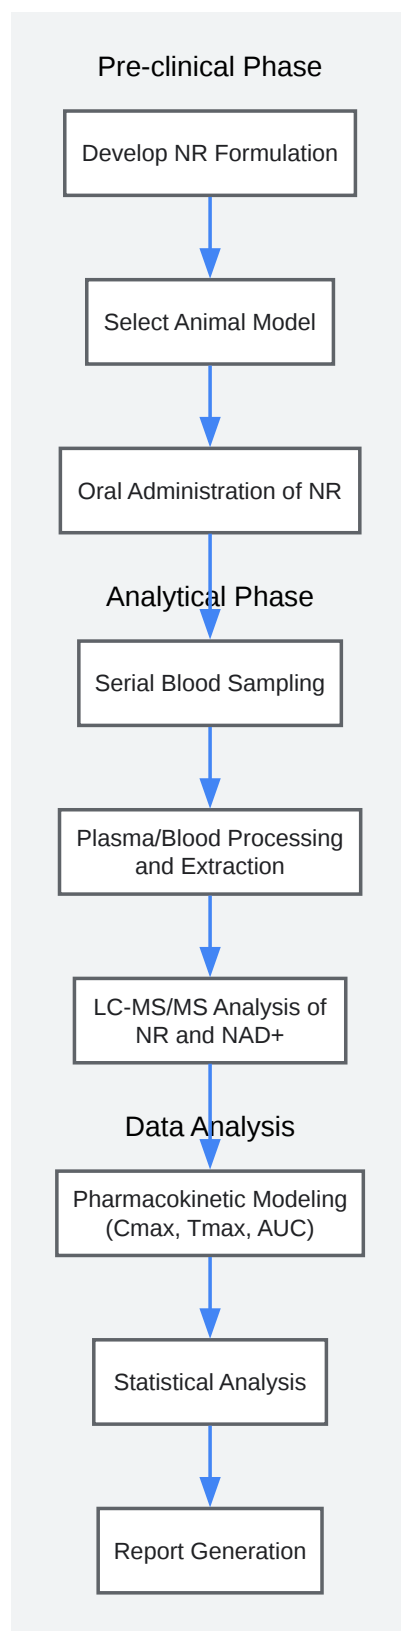 Pre-clinical Phase
Develop NR Formulation
Select Animal Model
Oral Administration of NR
Analytical Phase
Serial Blood Sampling
Plasma/Blood Processing
and Extraction
LC-MS/MS Analysis of
NR and NAD+
Data Analysis
Pharmacokinetic Modeling
(Cmax, Tmax, AUC)
Statistical Analysis
Report Generation